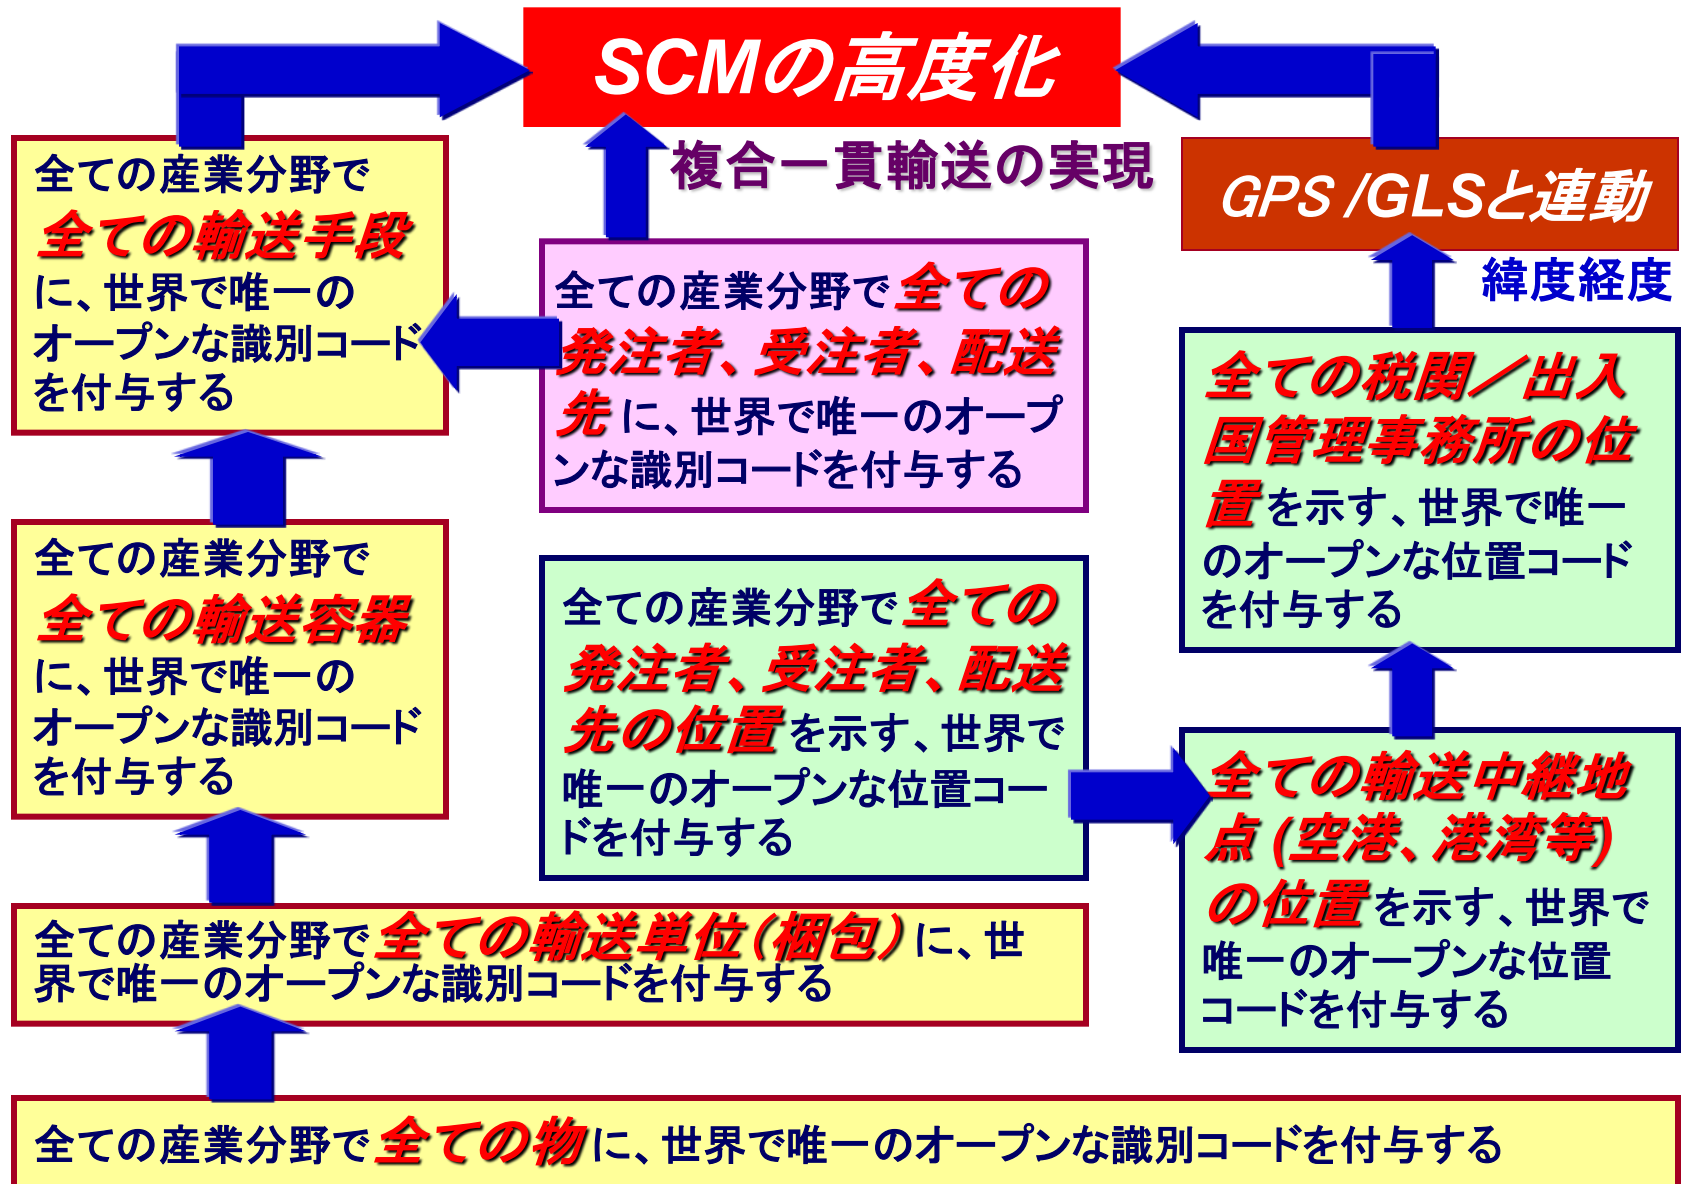 SCMの高度化
複合一貫輸送の実現
全ての産業分野で
全ての輸送手段
に、世界で唯一の
オープンな識別コード
を付与する
全ての産業分野で全ての
発注者、受注者、配送
先に、世界で唯一のオープ
ンな識別コードを付与する
GPS /GLSと連動
緯度経度
全ての税関／出入
国管理事務所の位
置を示す、世界で唯一
のオープンな位置コード
を付与する
全ての産業分野で
全ての輸送容器
に、世界で唯一の
オープンな識別コード
を付与する
全ての産業分野で全ての
発注者、受注者、配送
先の位置を示す、世界で
唯一のオープンな位置コー
ドを付与する
全ての輸送中継地
点(空港、港湾等)
の位置を示す、世界で
唯一のオープンな位置
コードを付与する
全ての産業分野で全ての輸送単位(梱包)に、世
界で唯一のオープンな識別コードを付与する
全ての産業分野で全ての物に、世界で唯一のオープンな識別コードを付与する